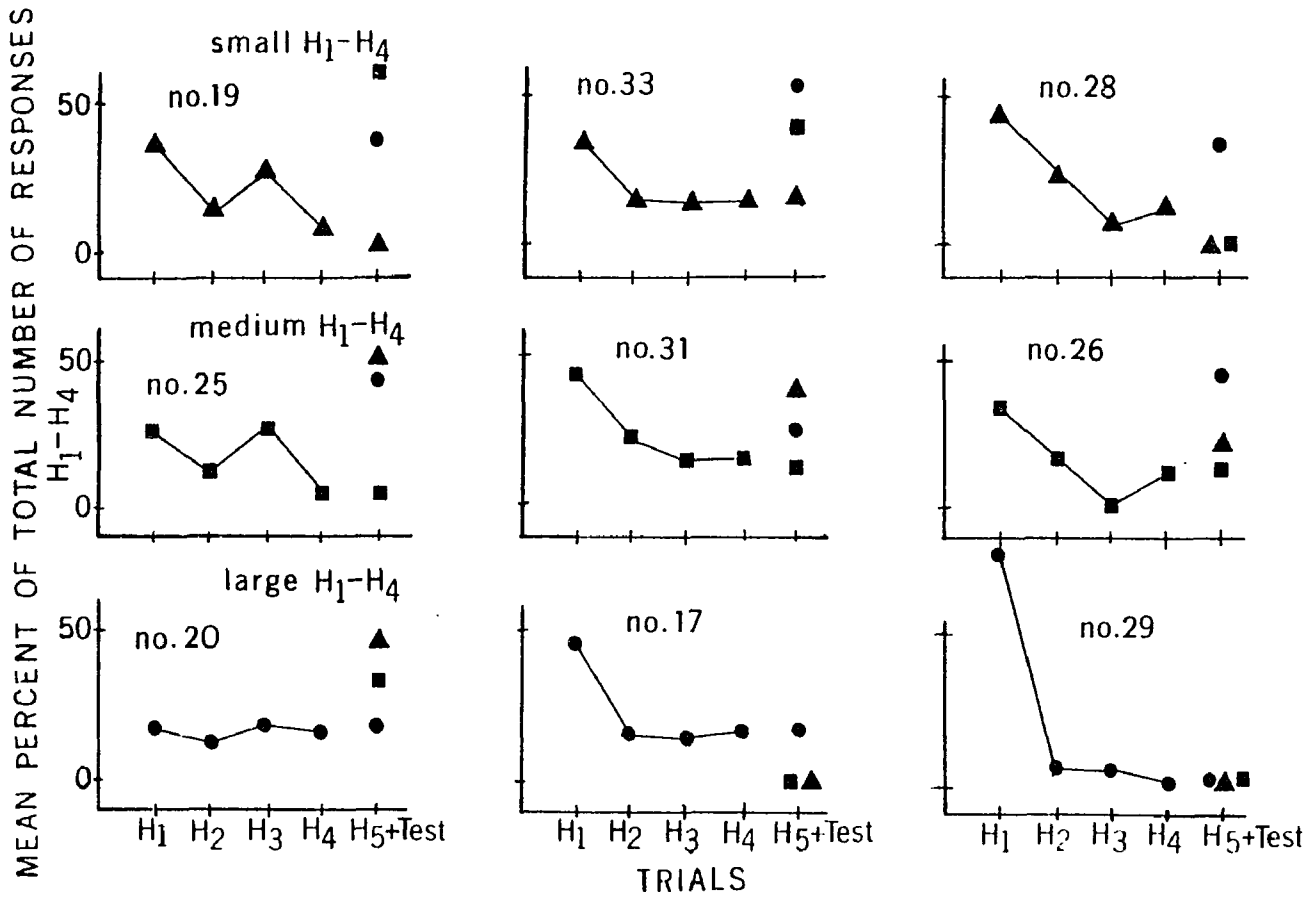 MEAN PERCENT OF TOTAL NUMBER OF RESPONSES
H1-H4
small H1-H4
50
0
no.19
no.33
no.28
medium H1-H4
50
0
no.25
no.31
no.26
large H1-H4
50
0
no.20
no.17
no.29
H1 H2 H3 H4 H5+Test
H1 H2 H3 H4 H5+Test
H1 H2 H3 H4 H5+Test
TRIALS